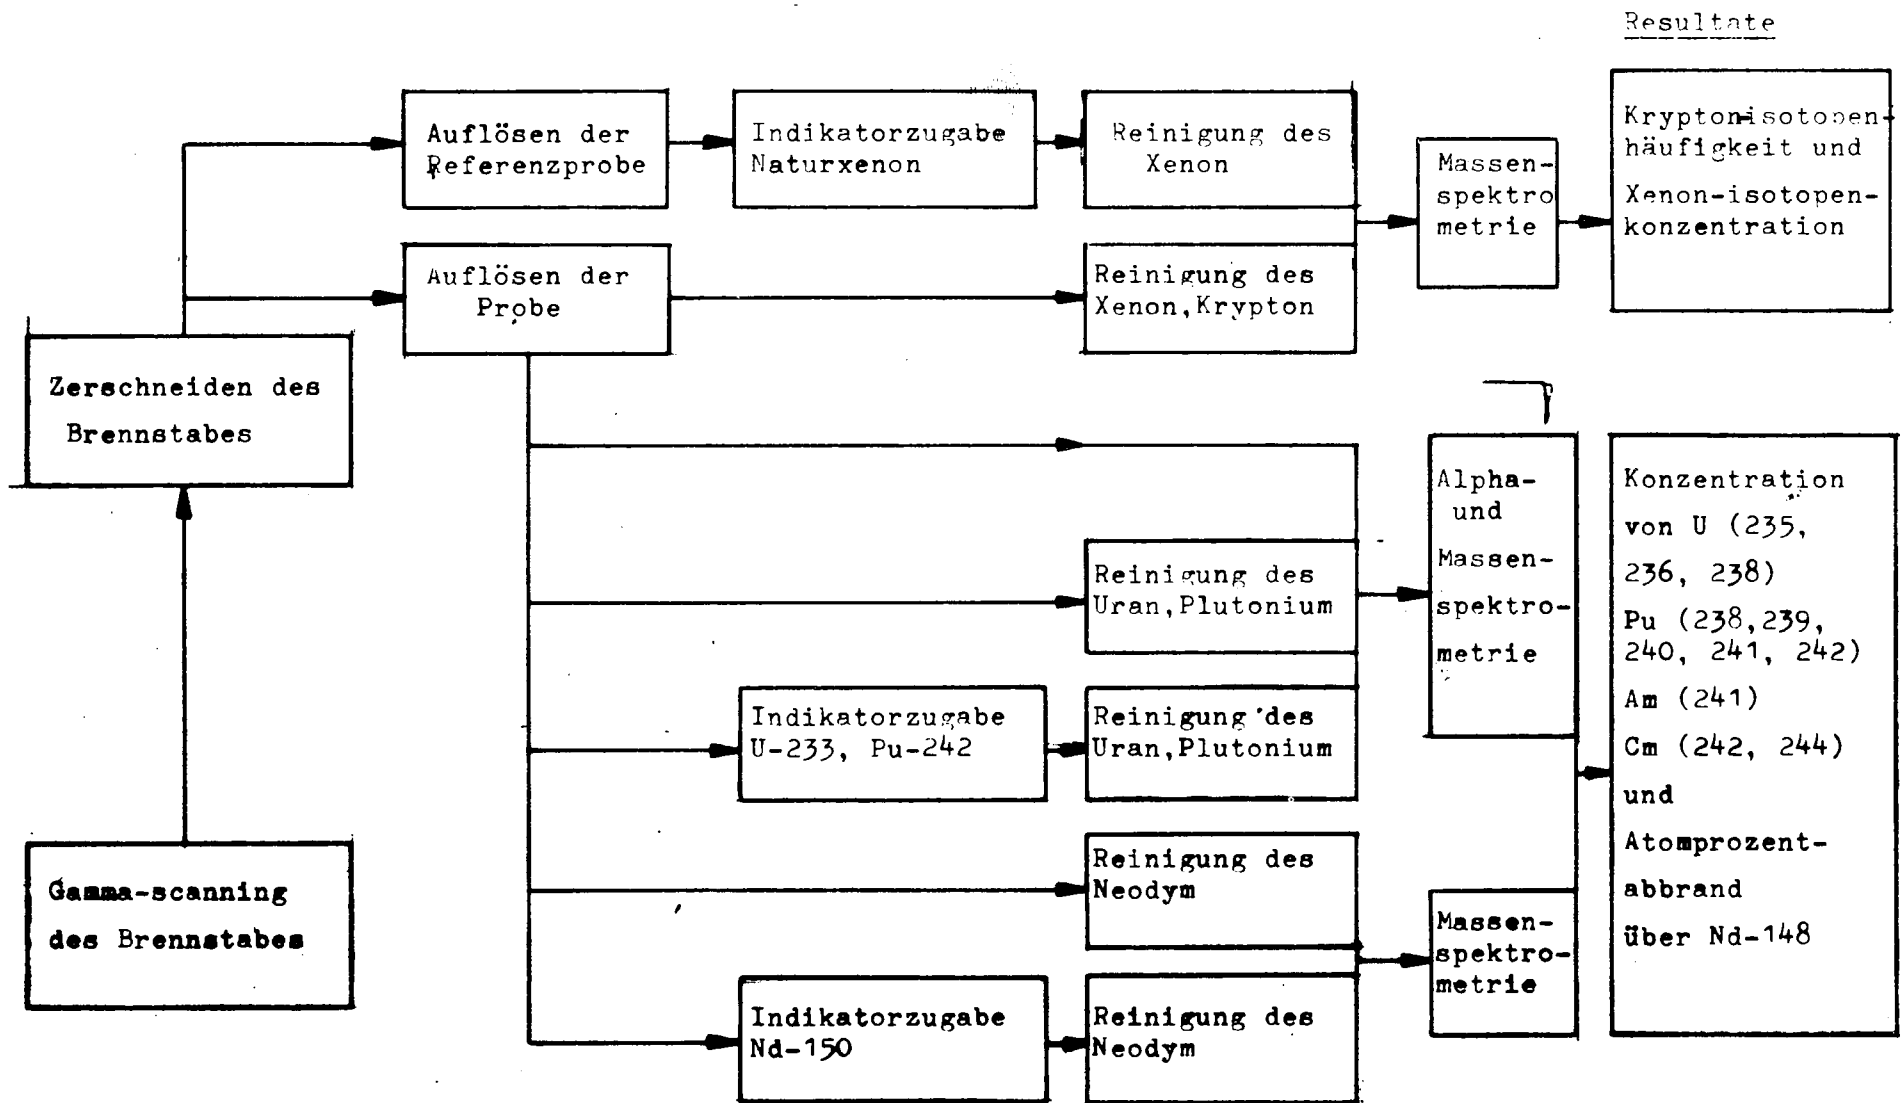 Resultate
Auflösen der
Referenzprobe
Indikatorzugabe
Naturxenon
Reinigung des
Xenon
Massen-
spektro
metrie
Kryptonisotopen-
häufigkeit und
Xenon-isotopen-
konzentration
Auflösen der
Probe
Reinigung des
Xenon,Krypton
Zerschneiden des
Brennstabes
Gamma-scanning
des Brennstabes
Reinigung des
Uran,Plutonium
Indikatorzugabe
U-233, Pu-242
Reinigung des
Uran,Plutonium
Alpha-
und
Massen-
spektro-
metrie
Reinigung des
Neodym
Indikatorzugabe
Nd-150
Reinigung des
Neodym
Massen-
spektro-
metrie
Konzentration
von U (235,
236, 238)
Pu (238,239,
240, 241, 242)
Am (241)
Cm (242, 244)
und
Atomprozent-
abbrand
über Nd-148